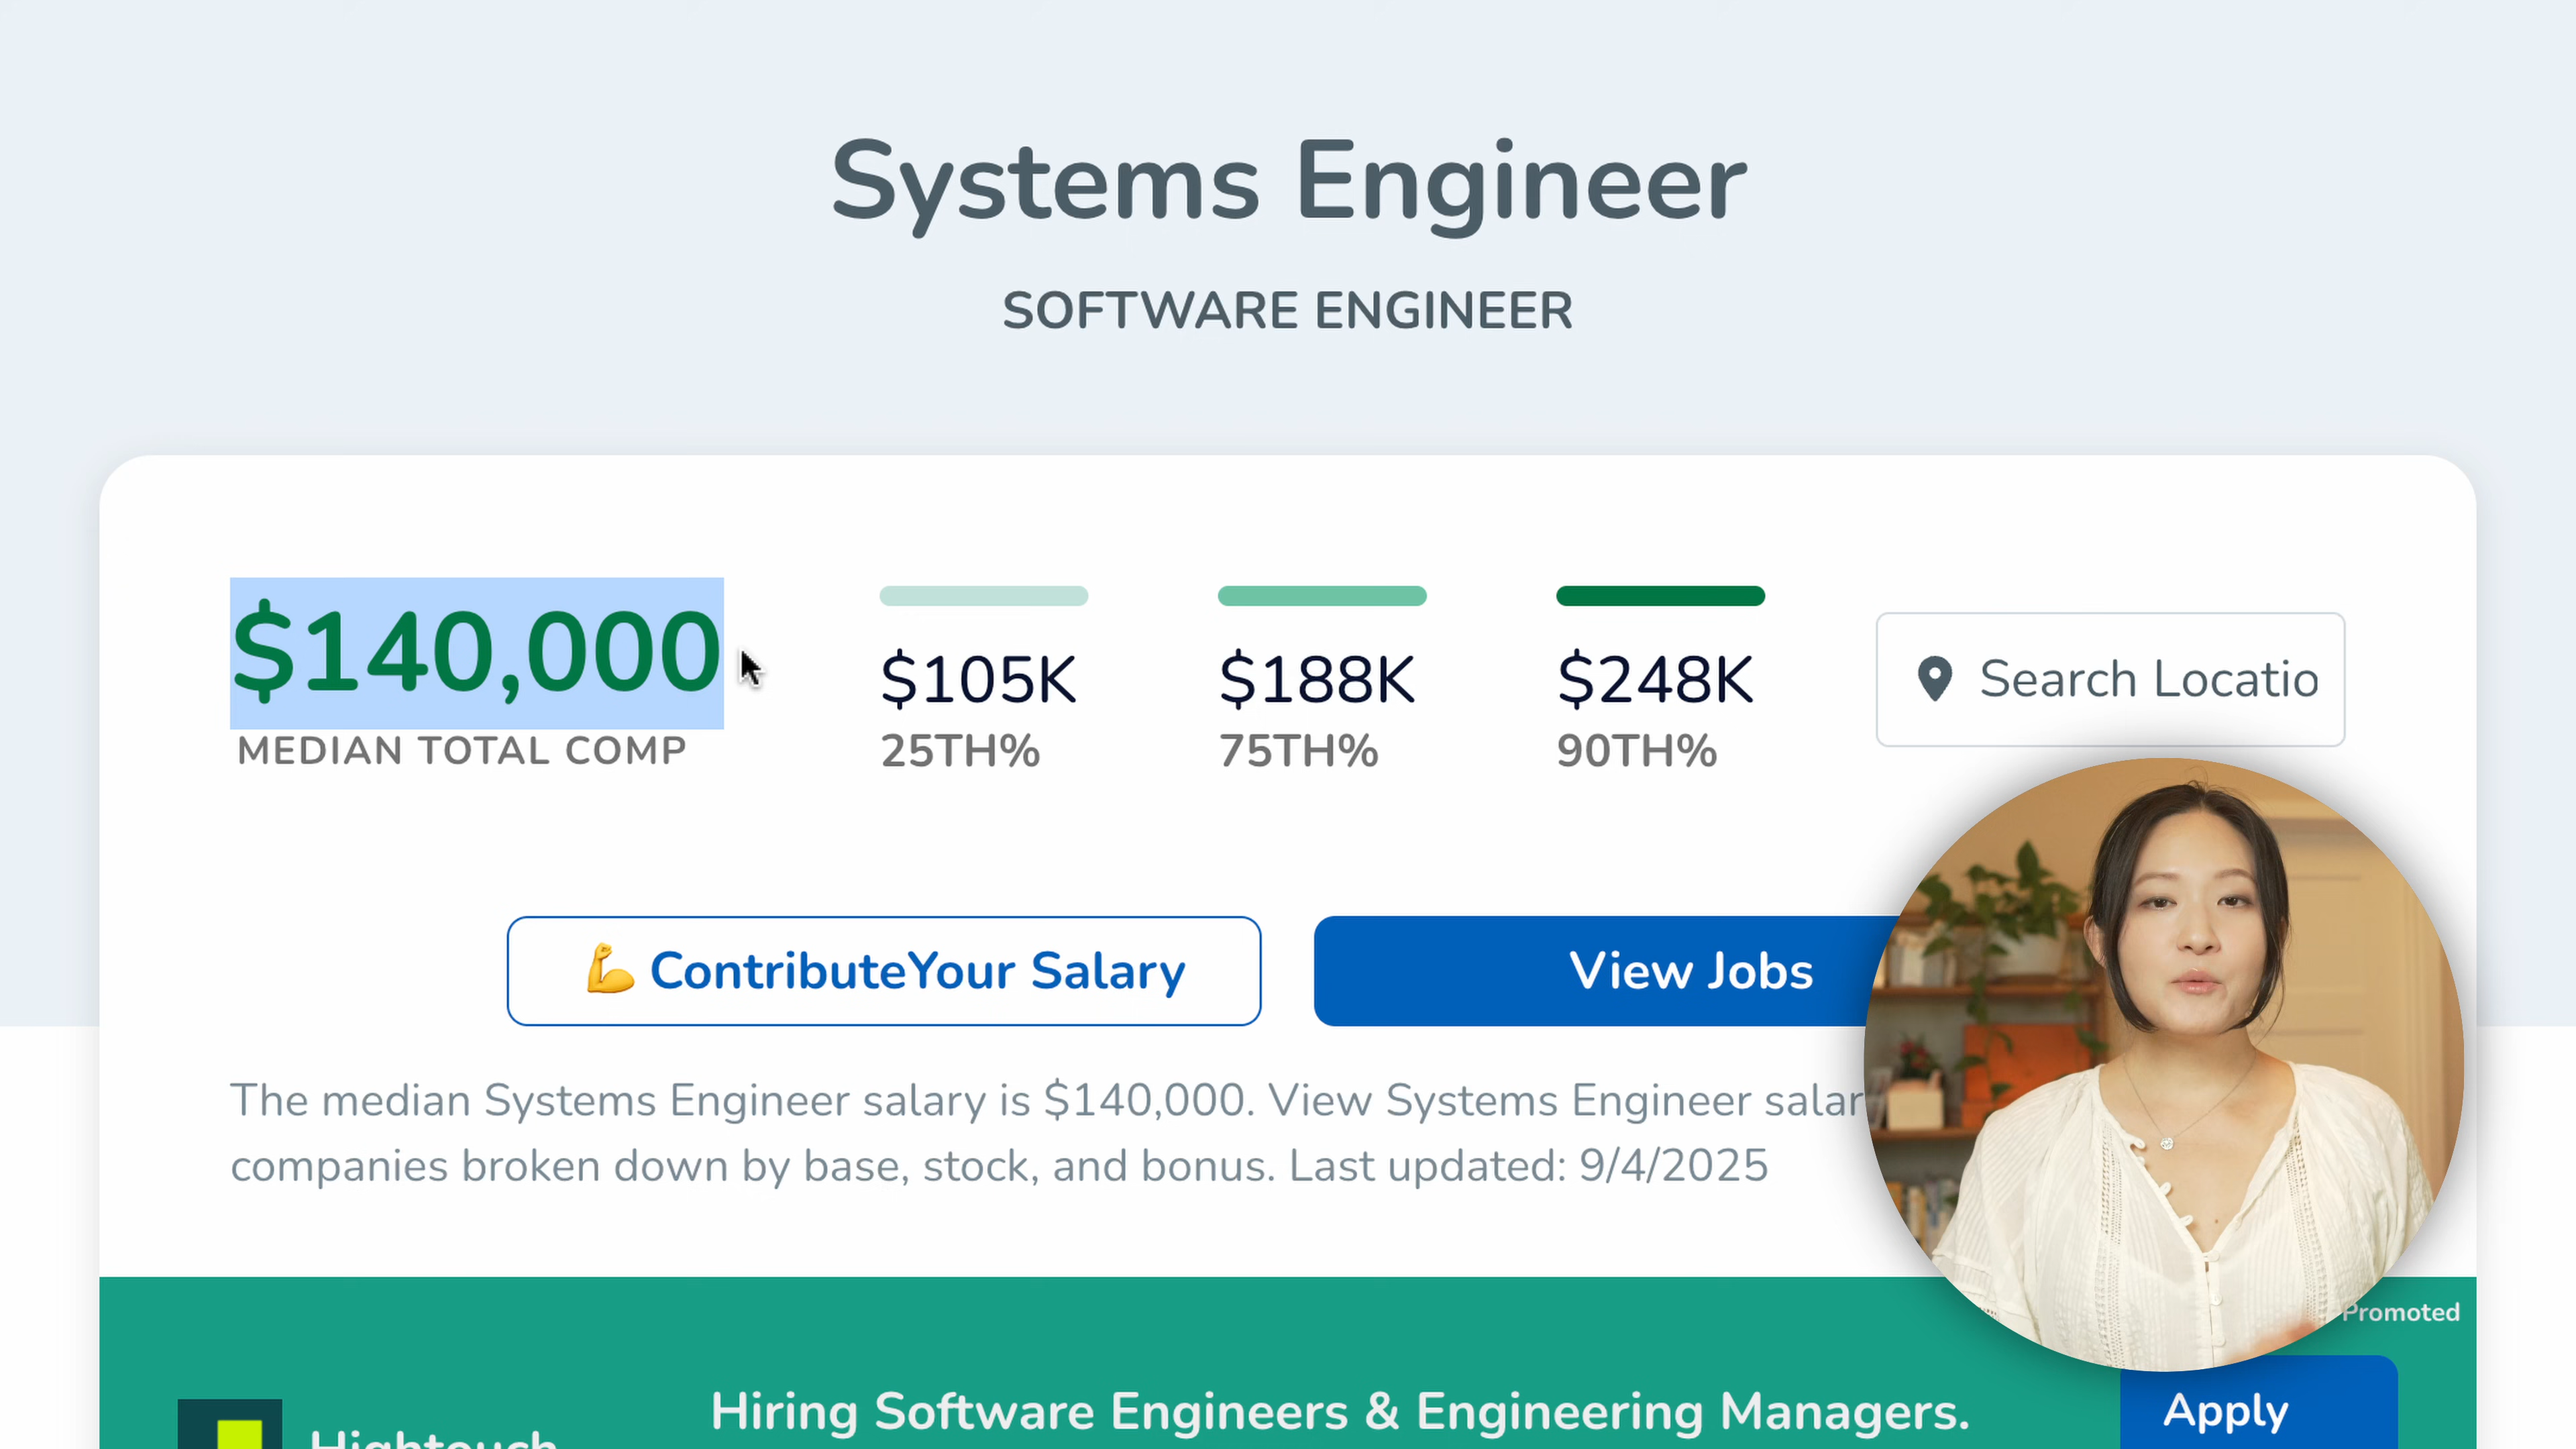 Systems Engineer
SOFTWARE ENGINEER
$140,000
MEDIAN TOTAL COMP
$105K
25TH%
$188K
75TH%
$248K
90TH%
Search Locatio
💪 ContributeYour Salary
View Jobs
The median Systems Engineer salary is $140,000. View Systems Engineer salar
companies broken down by base, stock, and bonus. Last updated: 9/4/2025
Promoted
Hightouch
Hiring Software Engineers & Engineering Managers.
Apply